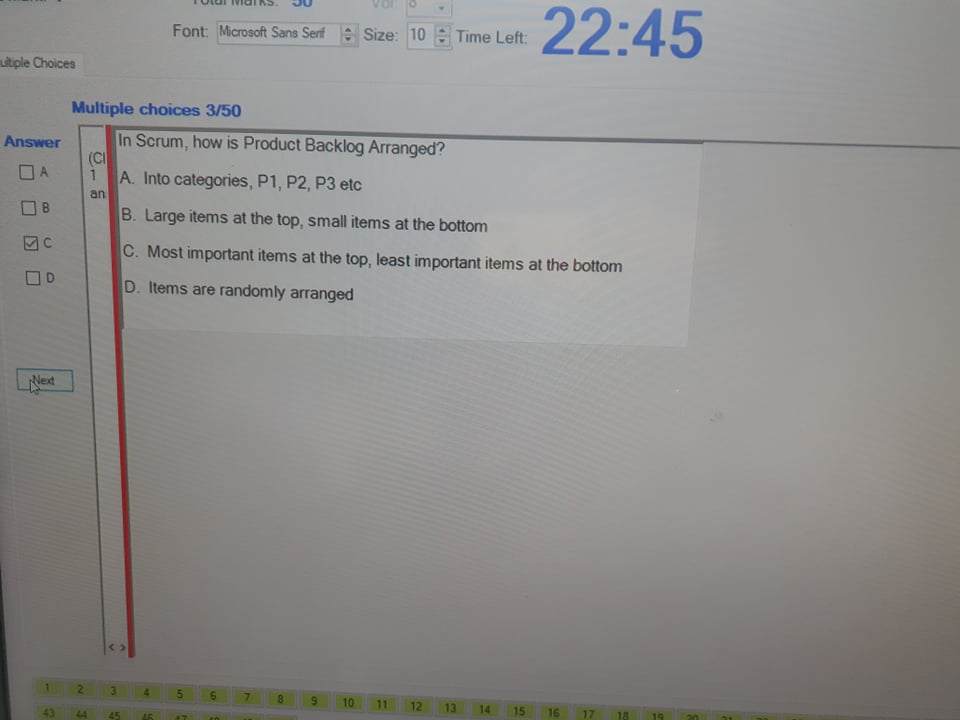 Total Marks: 50
Font: Microsoft Sans Serif Size: 10 Time Left: 22:45
ultiple Choices
Multiple choices 3/50
Answer
(Cl
1
an
In Scrum, how is Product Backlog Arranged?
A
A. Into categories, P1, P2, P3 etc
B
B. Large items at the top, small items at the bottom
C
C. Most important items at the top, least important items at the bottom
D
D. Items are randomly arranged
Next
< >
1 2 3 4 5 6 7 8 9 10 11 12 13 14 15 16 17 18 19 20 21
43 44 45 46 47